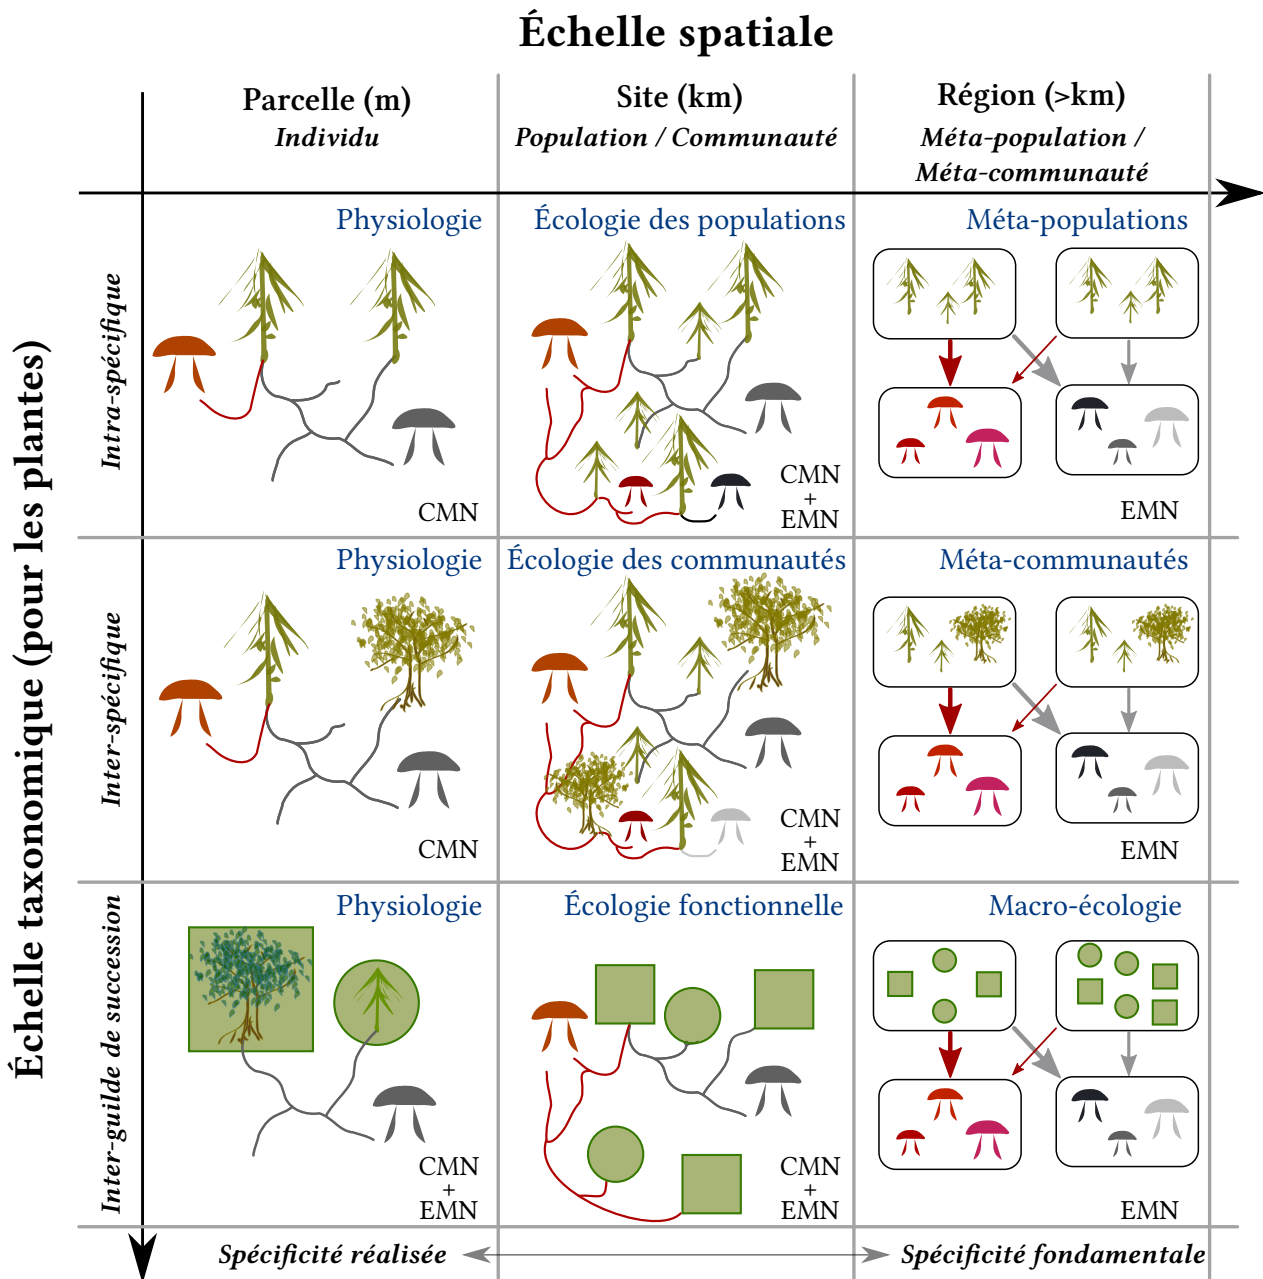 Échelle spatiale
Parcelle (m)
Individu
Site (km)
Population / Communauté
Région (>km)
Méta-population /
Méta-communauté
Échelle taxonomique (pour les plantes)
Intra-spécifique
Physiologie
CMN
Écologie des populations
CMN
+
EMN
Méta-populations
EMN
Inter-spécifique
Physiologie
CMN
Écologie des communautés
CMN
+
EMN
Méta-communautés
EMN
Inter-guilde de succession
Physiologie
CMN
+
EMN
Écologie fonctionnelle
CMN
+
EMN
Macro-écologie
EMN
Spécificité réalisée
Spécificité fondamentale